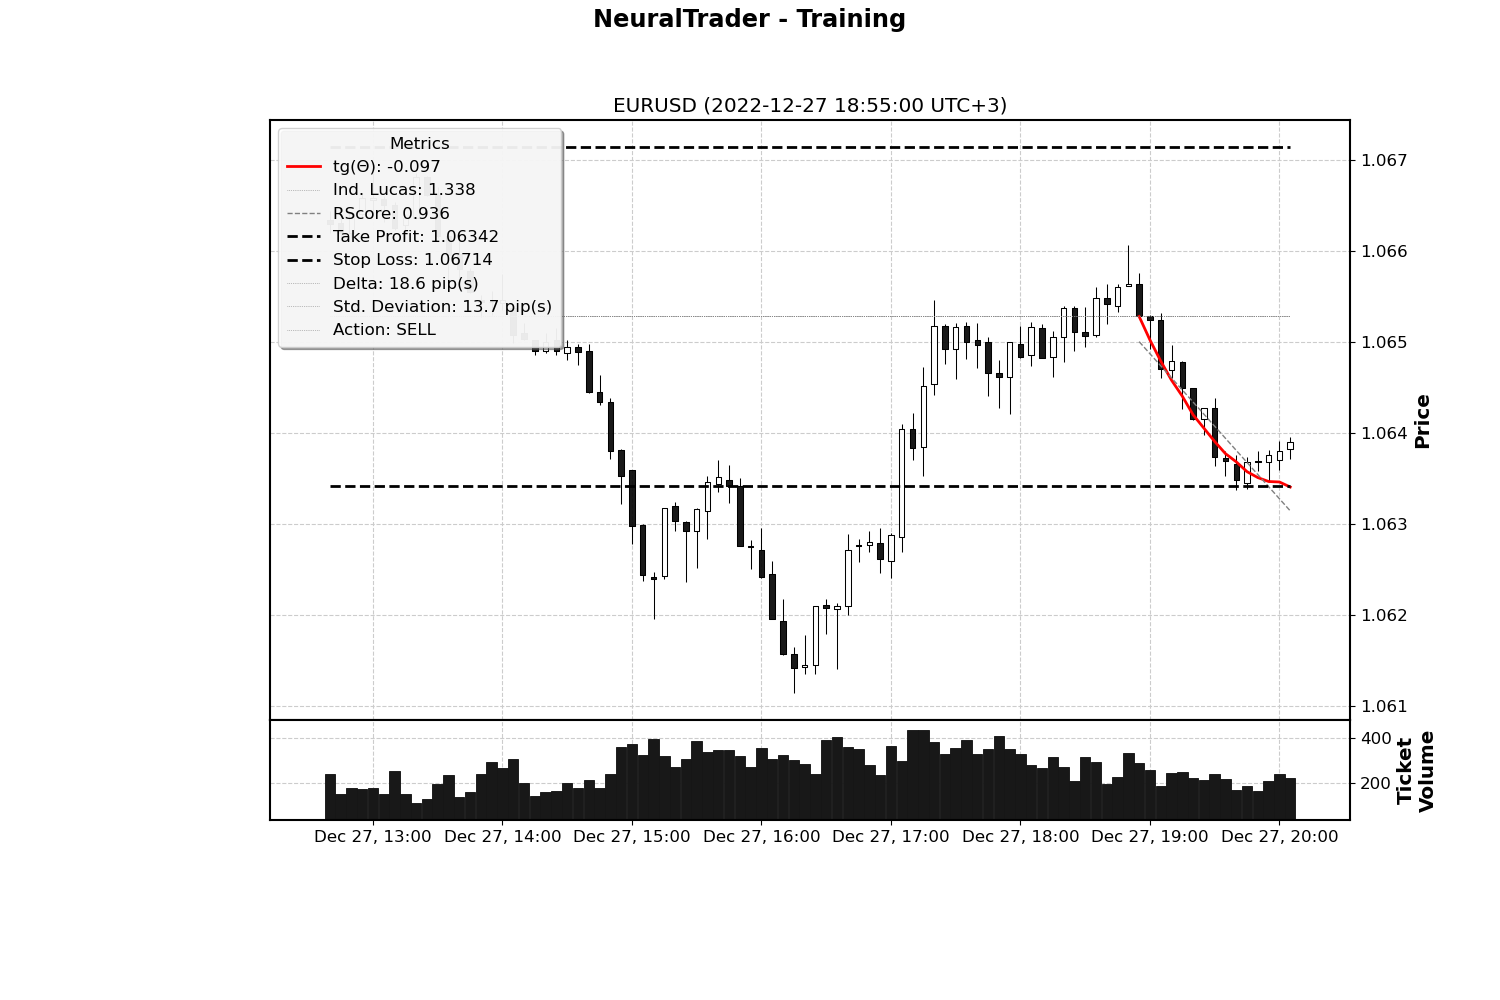 NeuralTrader - Training
EURUSD (2022-12-27 18:55:00 UTC+3)
Metrics
tg(Θ): -0.097
Ind. Lucas: 1.338
RScore: 0.936
Take Profit: 1.06342
Stop Loss: 1.06714
Delta: 18.6 pip(s)
Std. Deviation: 13.7 pip(s)
Action: SELL
1.067
1.066
1.065
1.064
1.063
1.062
1.061
Price
400
200
Ticket
Volume
Dec 27, 13:00 Dec 27, 14:00 Dec 27, 15:00 Dec 27, 16:00 Dec 27, 17:00 Dec 27, 18:00 Dec 27, 19:00 Dec 27, 20:00